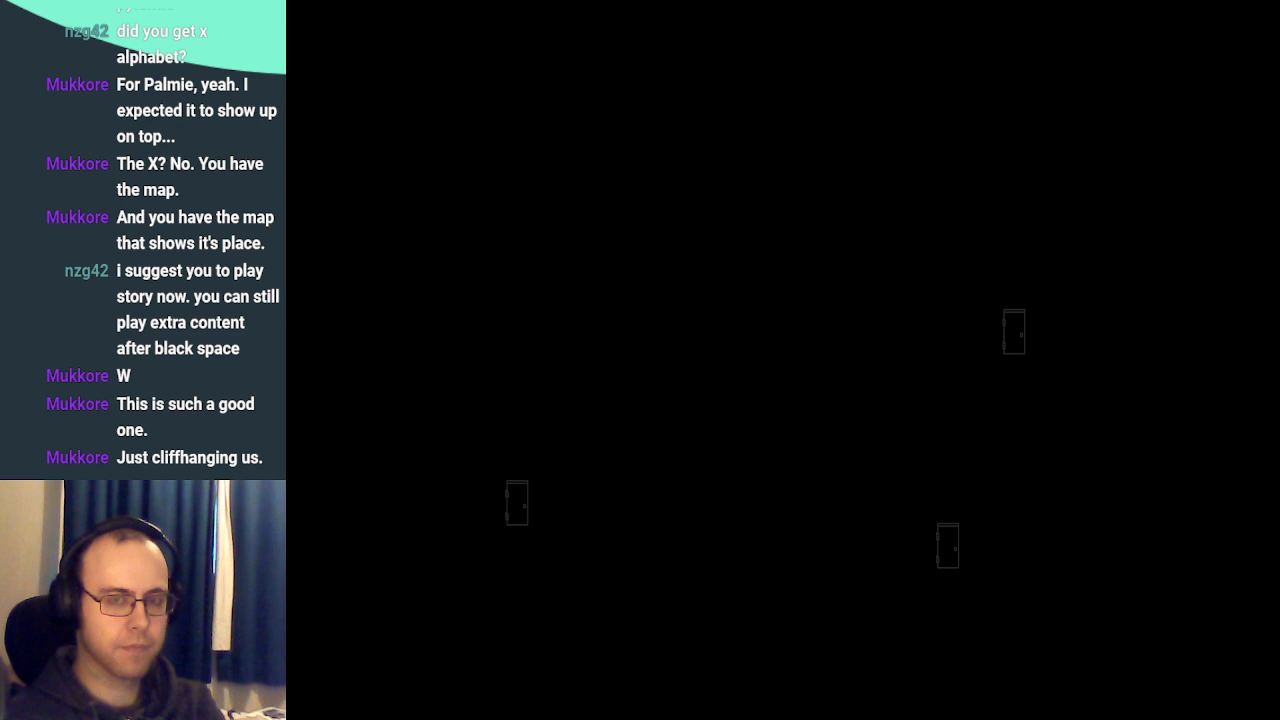 nzg42 did you get x
alphabet?
Mukkore For Palmie, yeah. I
expected it to show up
on top...
Mukkore The X? No. You have
the map.
Mukkore And you have the map
that shows it's place.
nzg42 i suggest you to play
story now. you can still
play extra content
after black space
Mukkore W
Mukkore This is such a good
one.
Mukkore Just cliffhanging us.